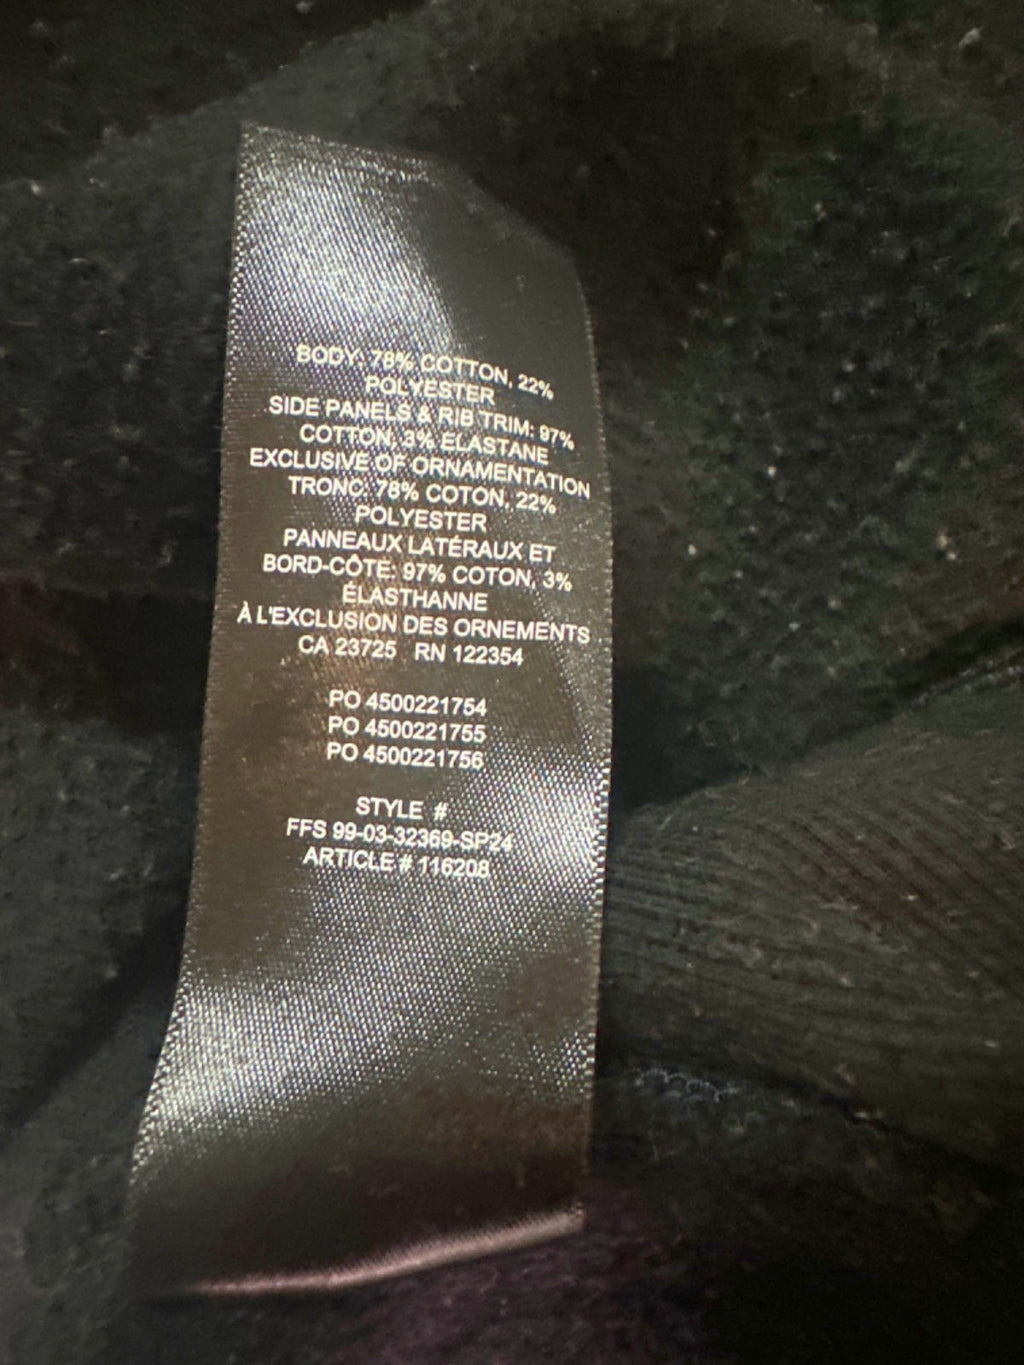 BODY: 78% COTTON, 22%
POLYESTER
SIDE PANELS & RIB TRIM: 97%
COTTON, 3% ELASTANE
EXCLUSIVE OF ORNAMENTATION
TRONC: 78% COTON, 22%
POLYESTER
PANNEAUX LATÉRAUX ET
BORD-CÔTE: 97% COTON, 3%
ÉLASTHANNE
À L'EXCLUSION DES ORNEMENTS
CA 23725 RN 122354
PO 4500221754
PO 4500221755
PO 4500221756
STYLE #
FFS 99-03-32369-SP24
ARTICLE # 116208